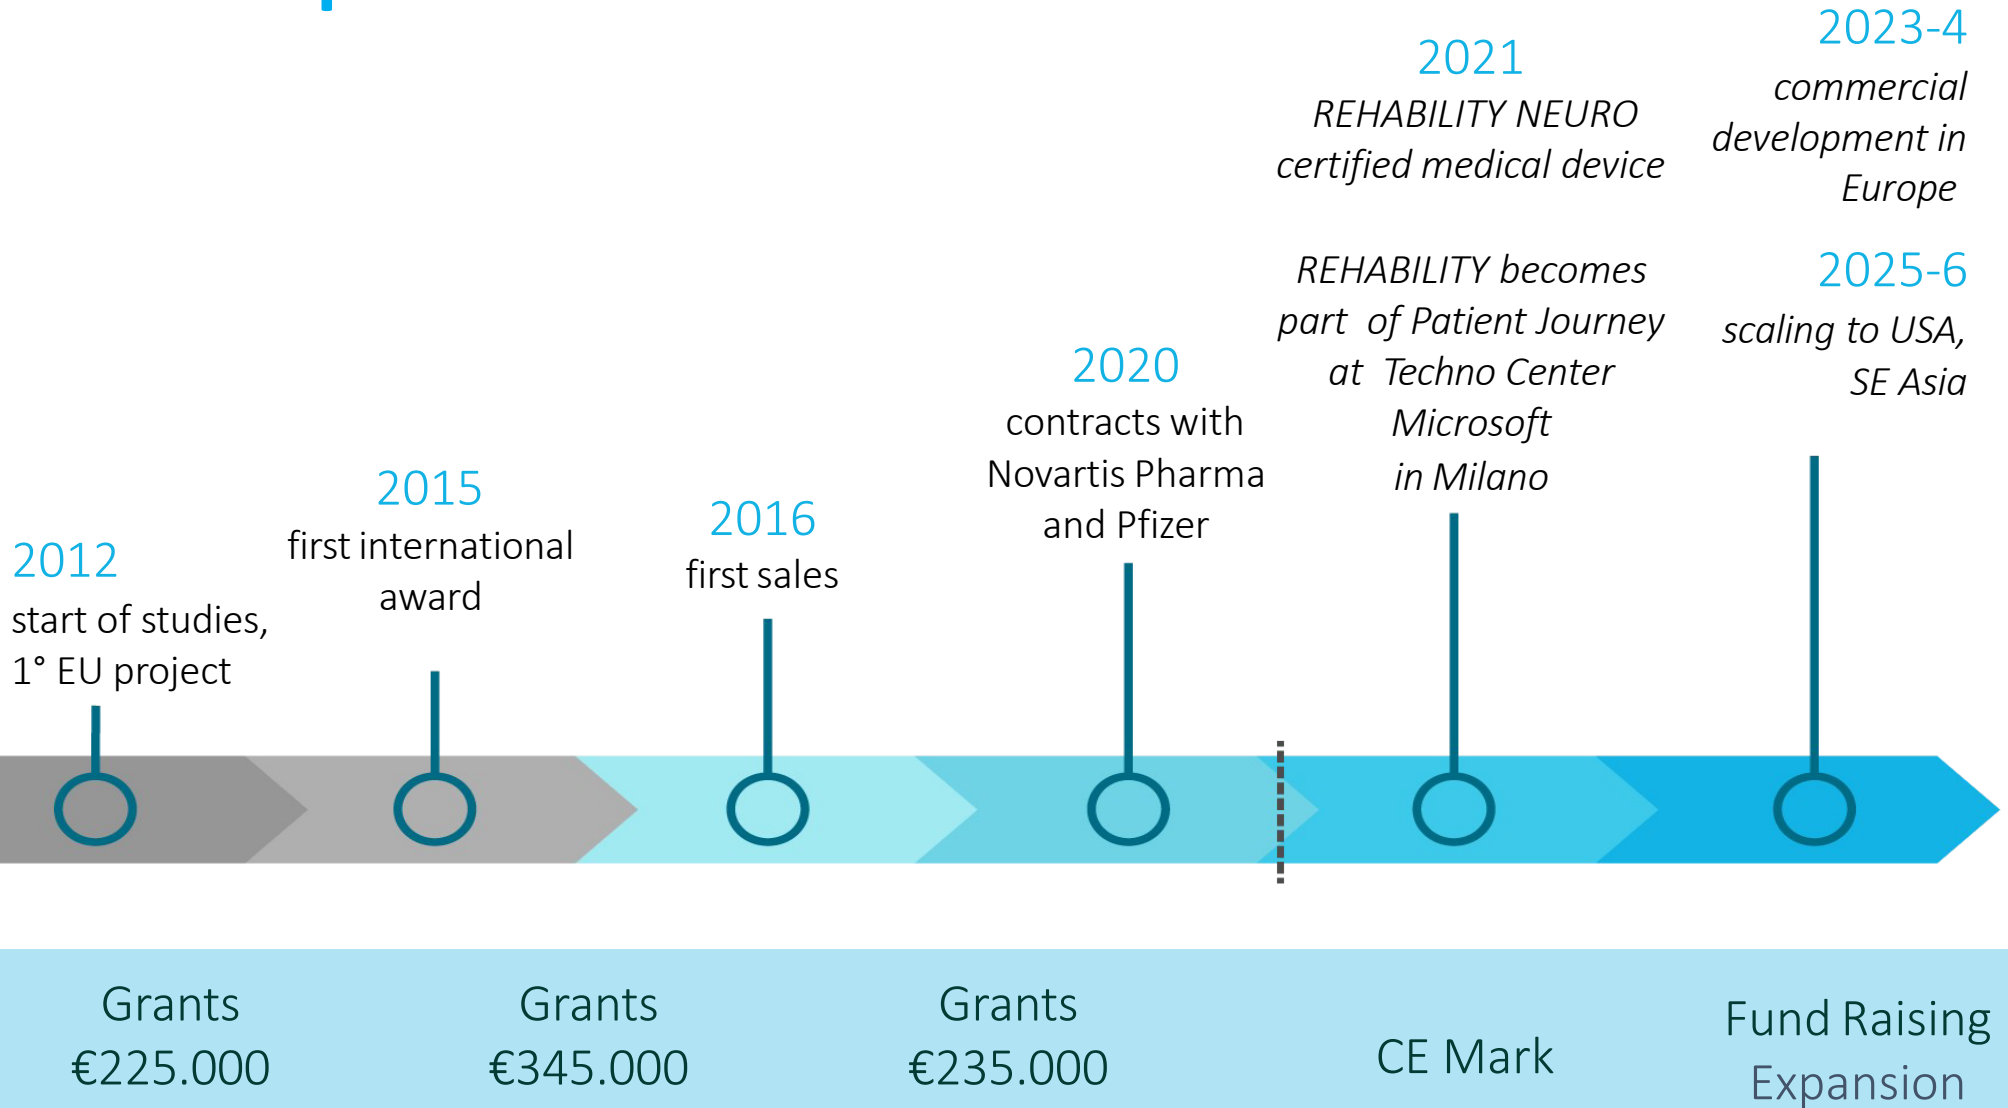 2012
start of studies,
1° EU project
2015
first international
award
2016
first sales
2020
contracts with
Novartis Pharma
and Pfizer
2021
REHABILITY NEURO
certified medical device
REHABILITY becomes
part of Patient Journey
at Techno Center
Microsoft
in Milano
2023-4
commercial
development in
Europe
2025-6
scaling to USA,
SE Asia
Grants
€225.000
Grants
€345.000
Grants
€235.000
CE Mark
Fund Raising
Expansion